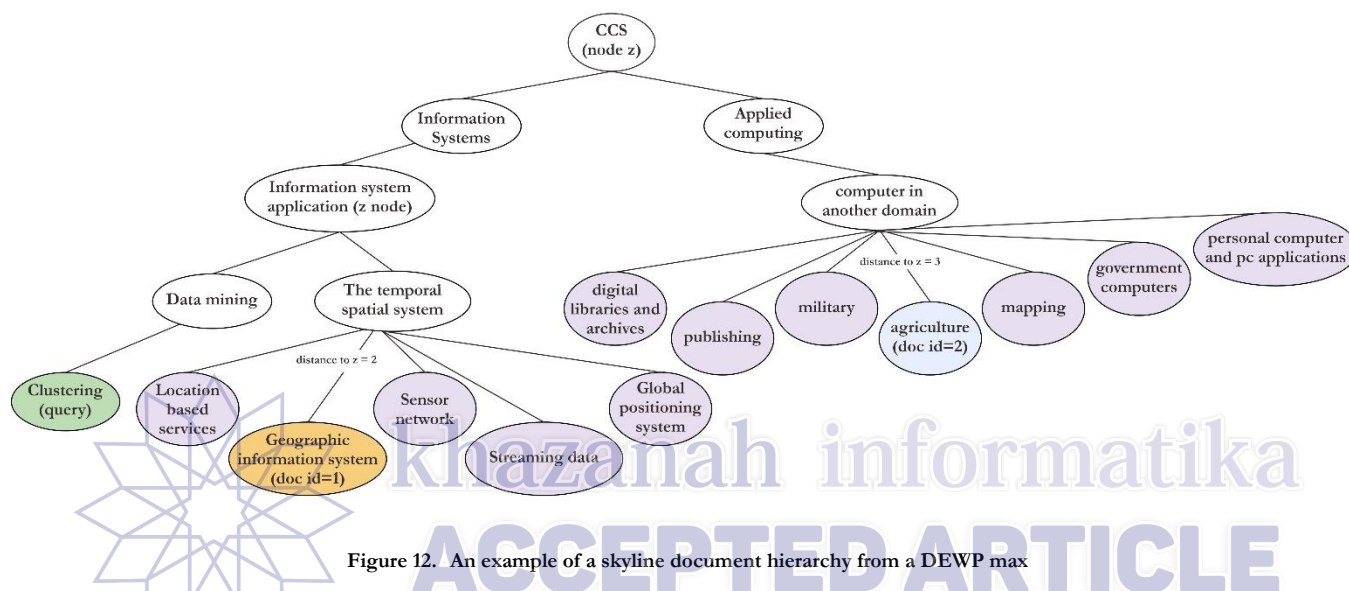 CCS
(node z)
Information
Systems
Applied
computing
Information system
application (z node)
computer in
another domain
personal computer
and pc applications
government
computers
distance to z = 3
digital
libraries and
archives
publishing
military
agriculture
(doc id=2)
mapping
Data mining
The temporal
spatial system
distance to z = 2
Clustering
(query)
Location
based
services
Geographic
information system
(doc id=1)
Sensor
network
Streaming data
Global
positioning
system
khazanah informatika
Figure 12. An example of a skyline document hierarchy from a DEWP max
ACCEPTED ARTICLE